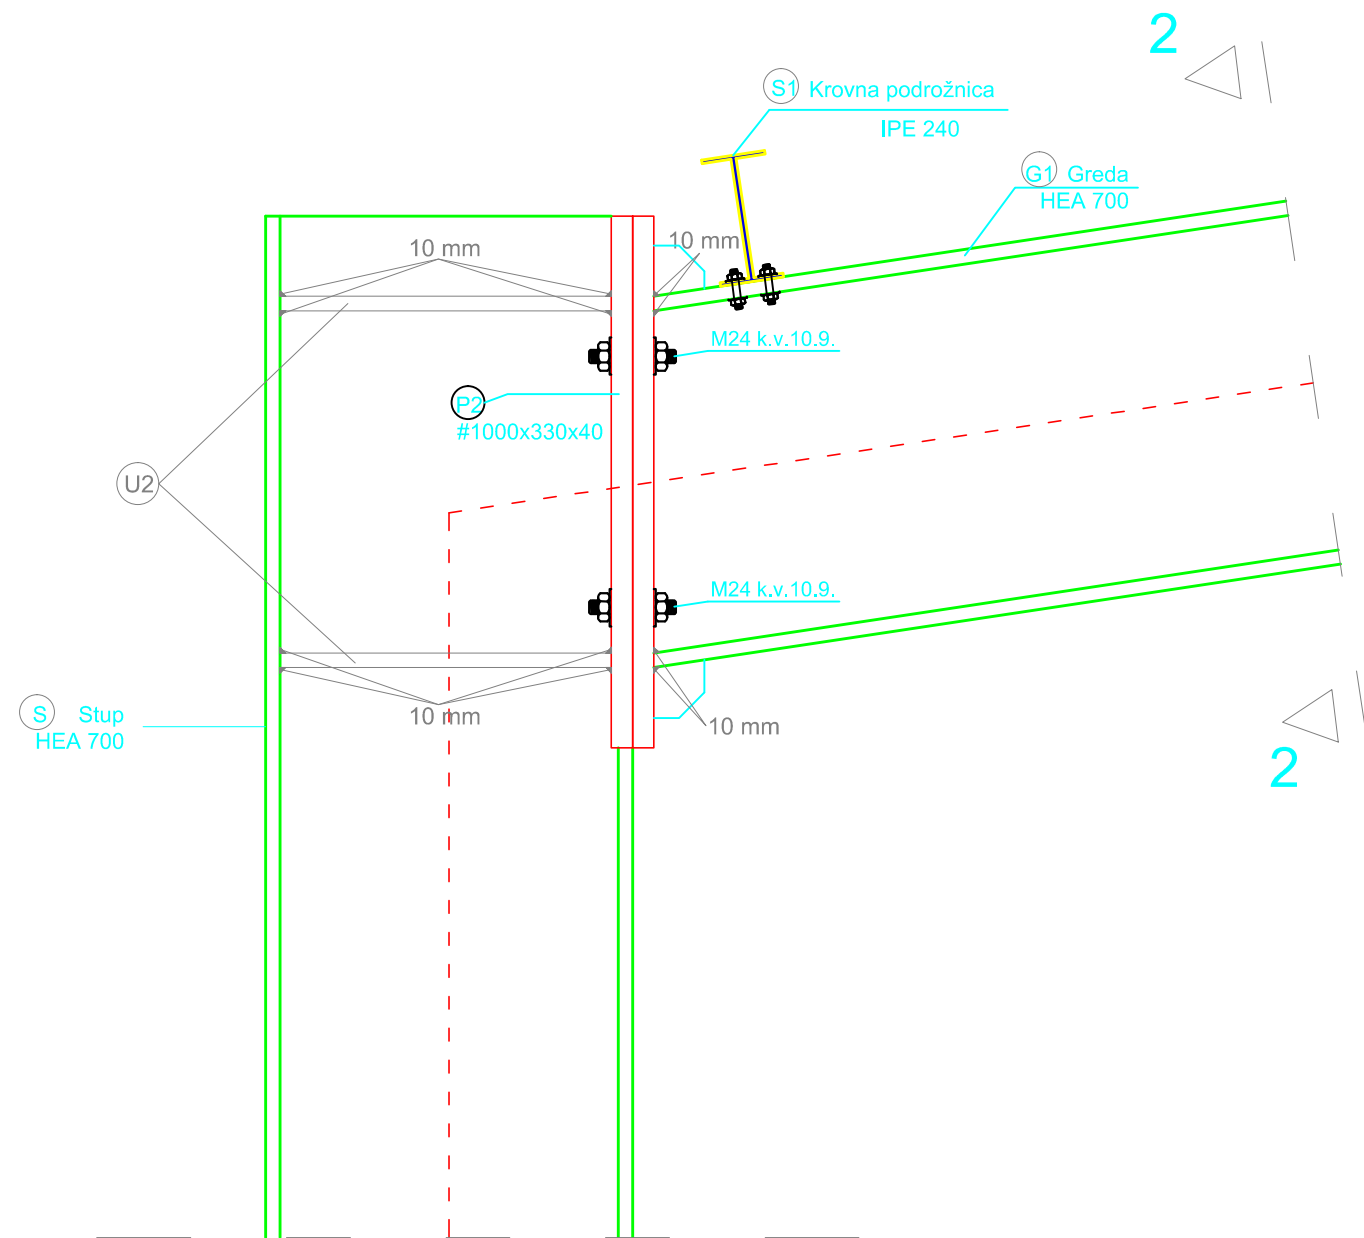 2
S1 Krovna podrožnica
IPE 240
G1 Greda
HEA 700
10 mm
10 mm
M24 k.v.10.9.
P2
#1000x330x40
U2
M24 k.v.10.9.
S Stup
HEA 700
10 mm
10 mm
2